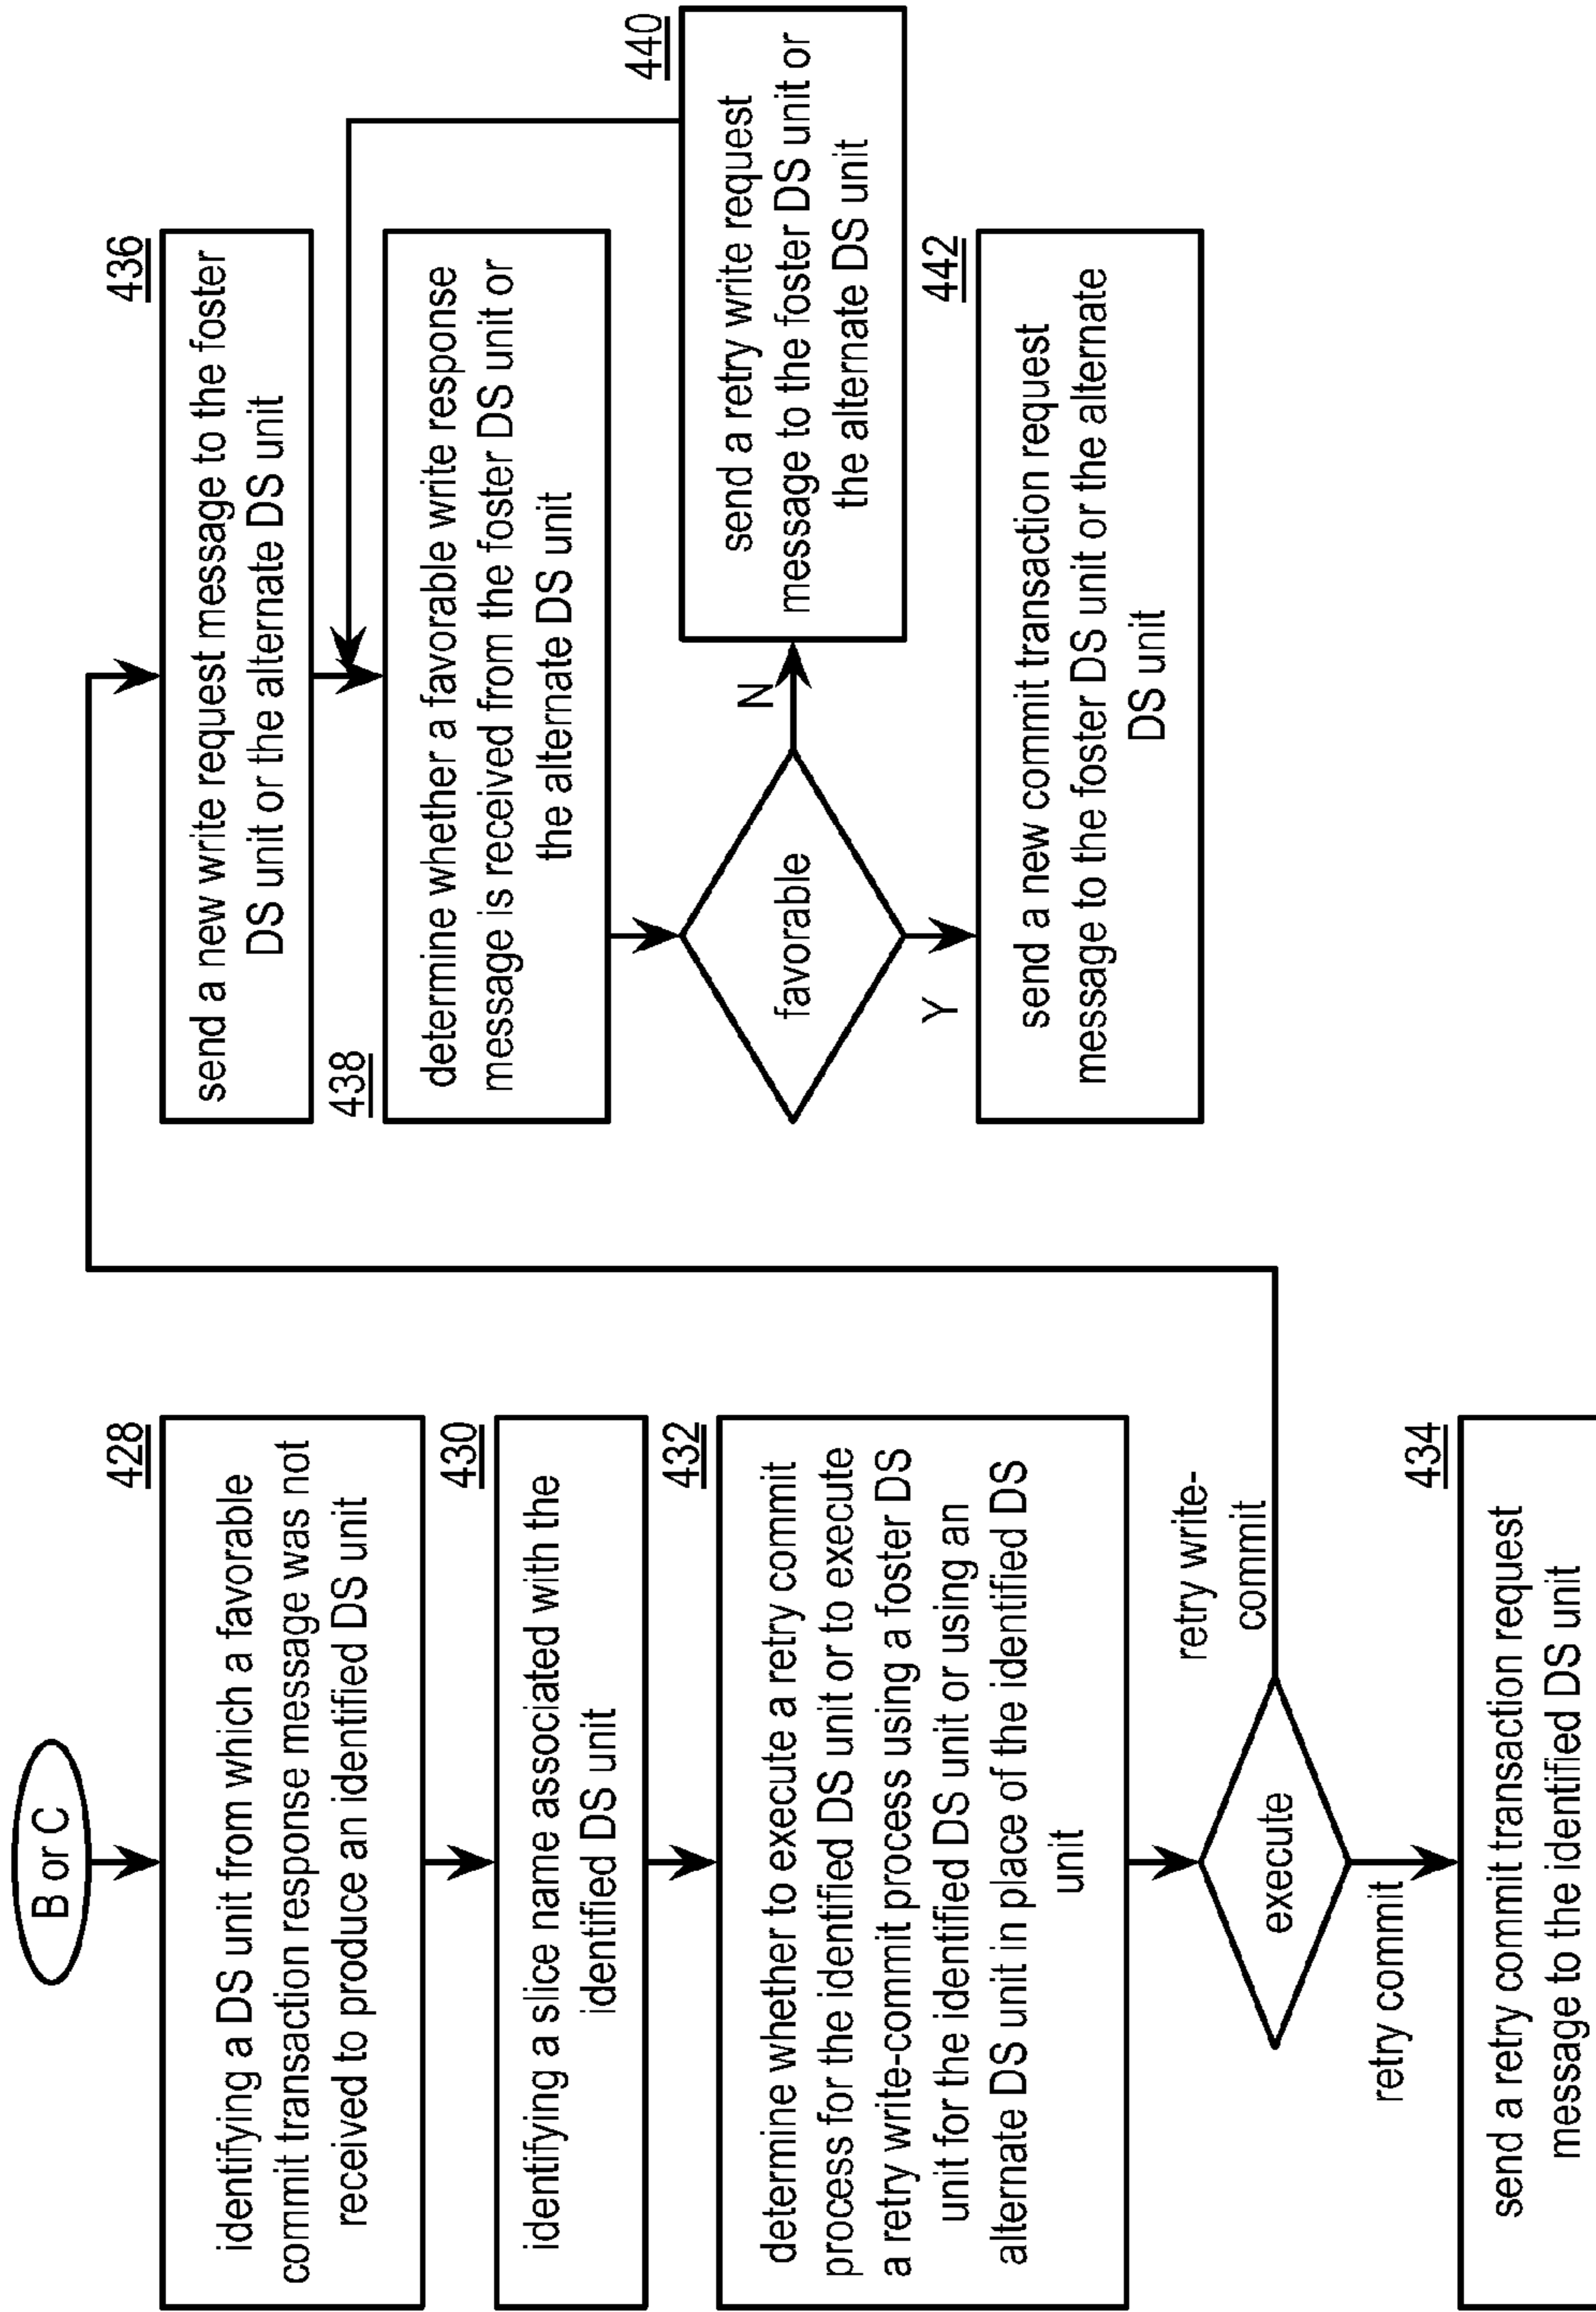 B or C
428
identifying a DS unit from which a favorable
commit transaction response message was not
received to produce an identified DS unit
430
identifying a slice name associated with the
identified DS unit
432
determine whether to execute a retry commit
process for the identified DS unit or to execute
a retry write-commit process using a foster DS
unit for the identified DS unit or using an
alternate DS unit in place of the identified DS
unit
execute
retry write-
commit
retry commit
434
send a retry commit transaction request
message to the identified DS unit
436
send a new write request message to the foster
DS unit or the alternate DS unit
438
determine whether a favorable write response
message is received from the foster DS unit or
the alternate DS unit
favorable
N
Y
440
send a retry write request
message to the foster DS unit or
the alternate DS unit
442
send a new commit transaction request
message to the foster DS unit or the alternate
DS unit